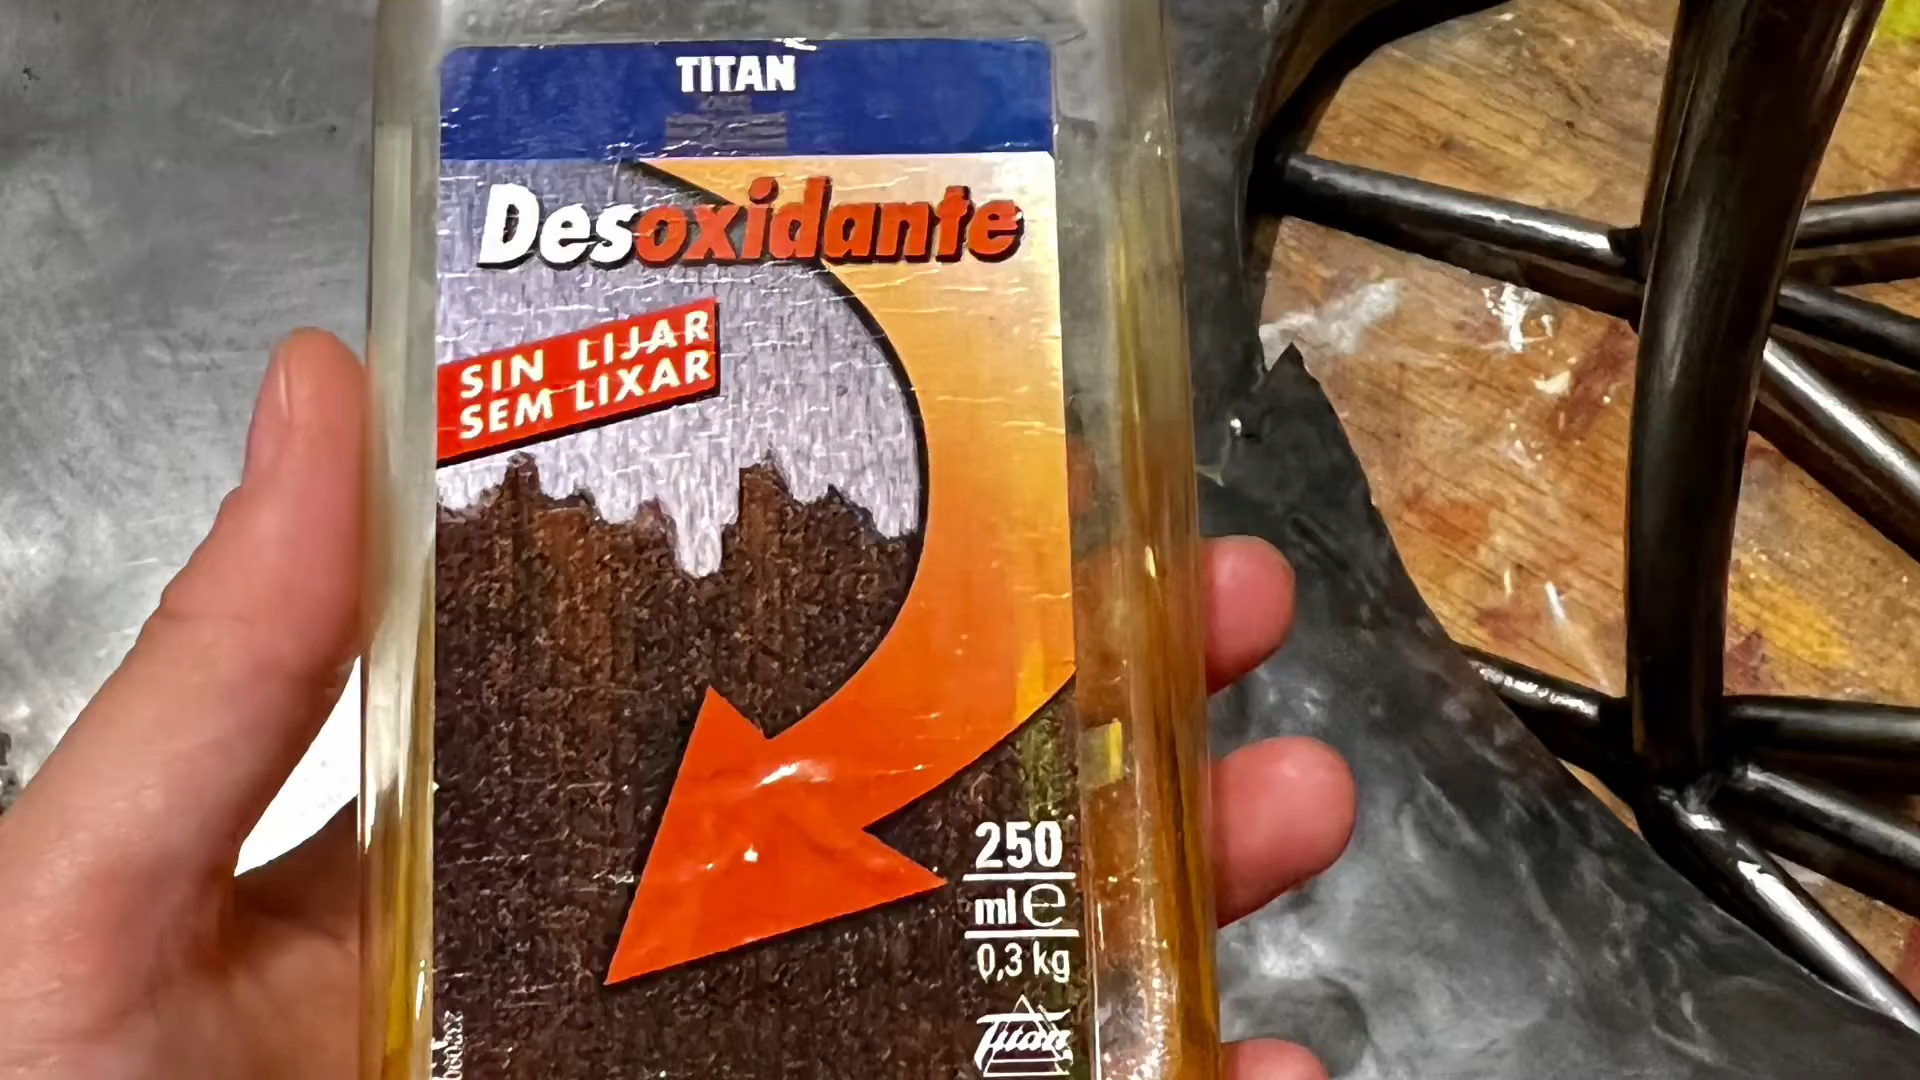 TITAN
Desoxidante
SIN LIJAR
SEM LIXAR
250
ml e
0,3 kg
Titan